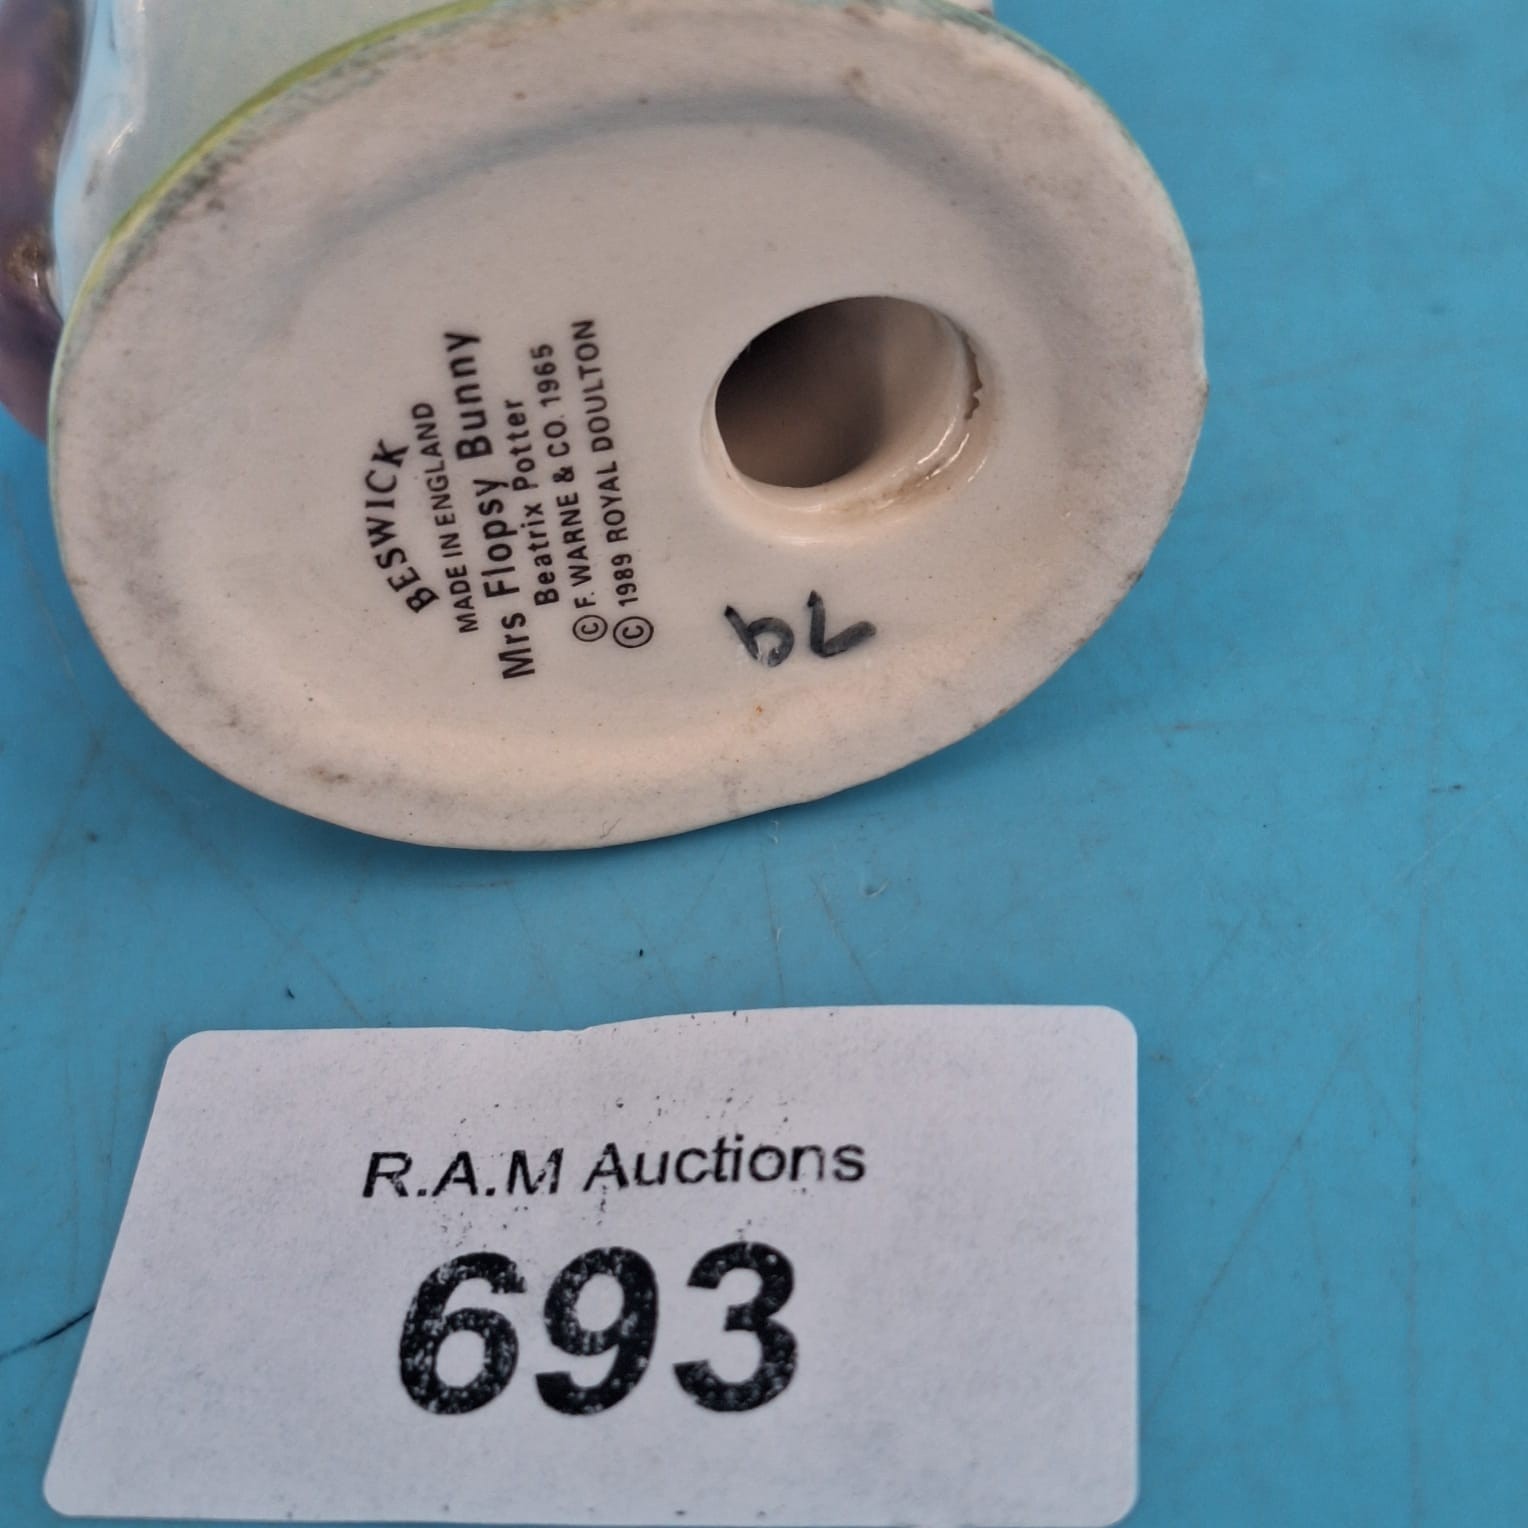 BESWICK
MADE IN ENGLAND
Mrs Flopsy Bunny
Beatrix Potter
© F. WARNE & CO. 1965
© 1989 ROYAL DOULTON
R.A.M Auctions
693